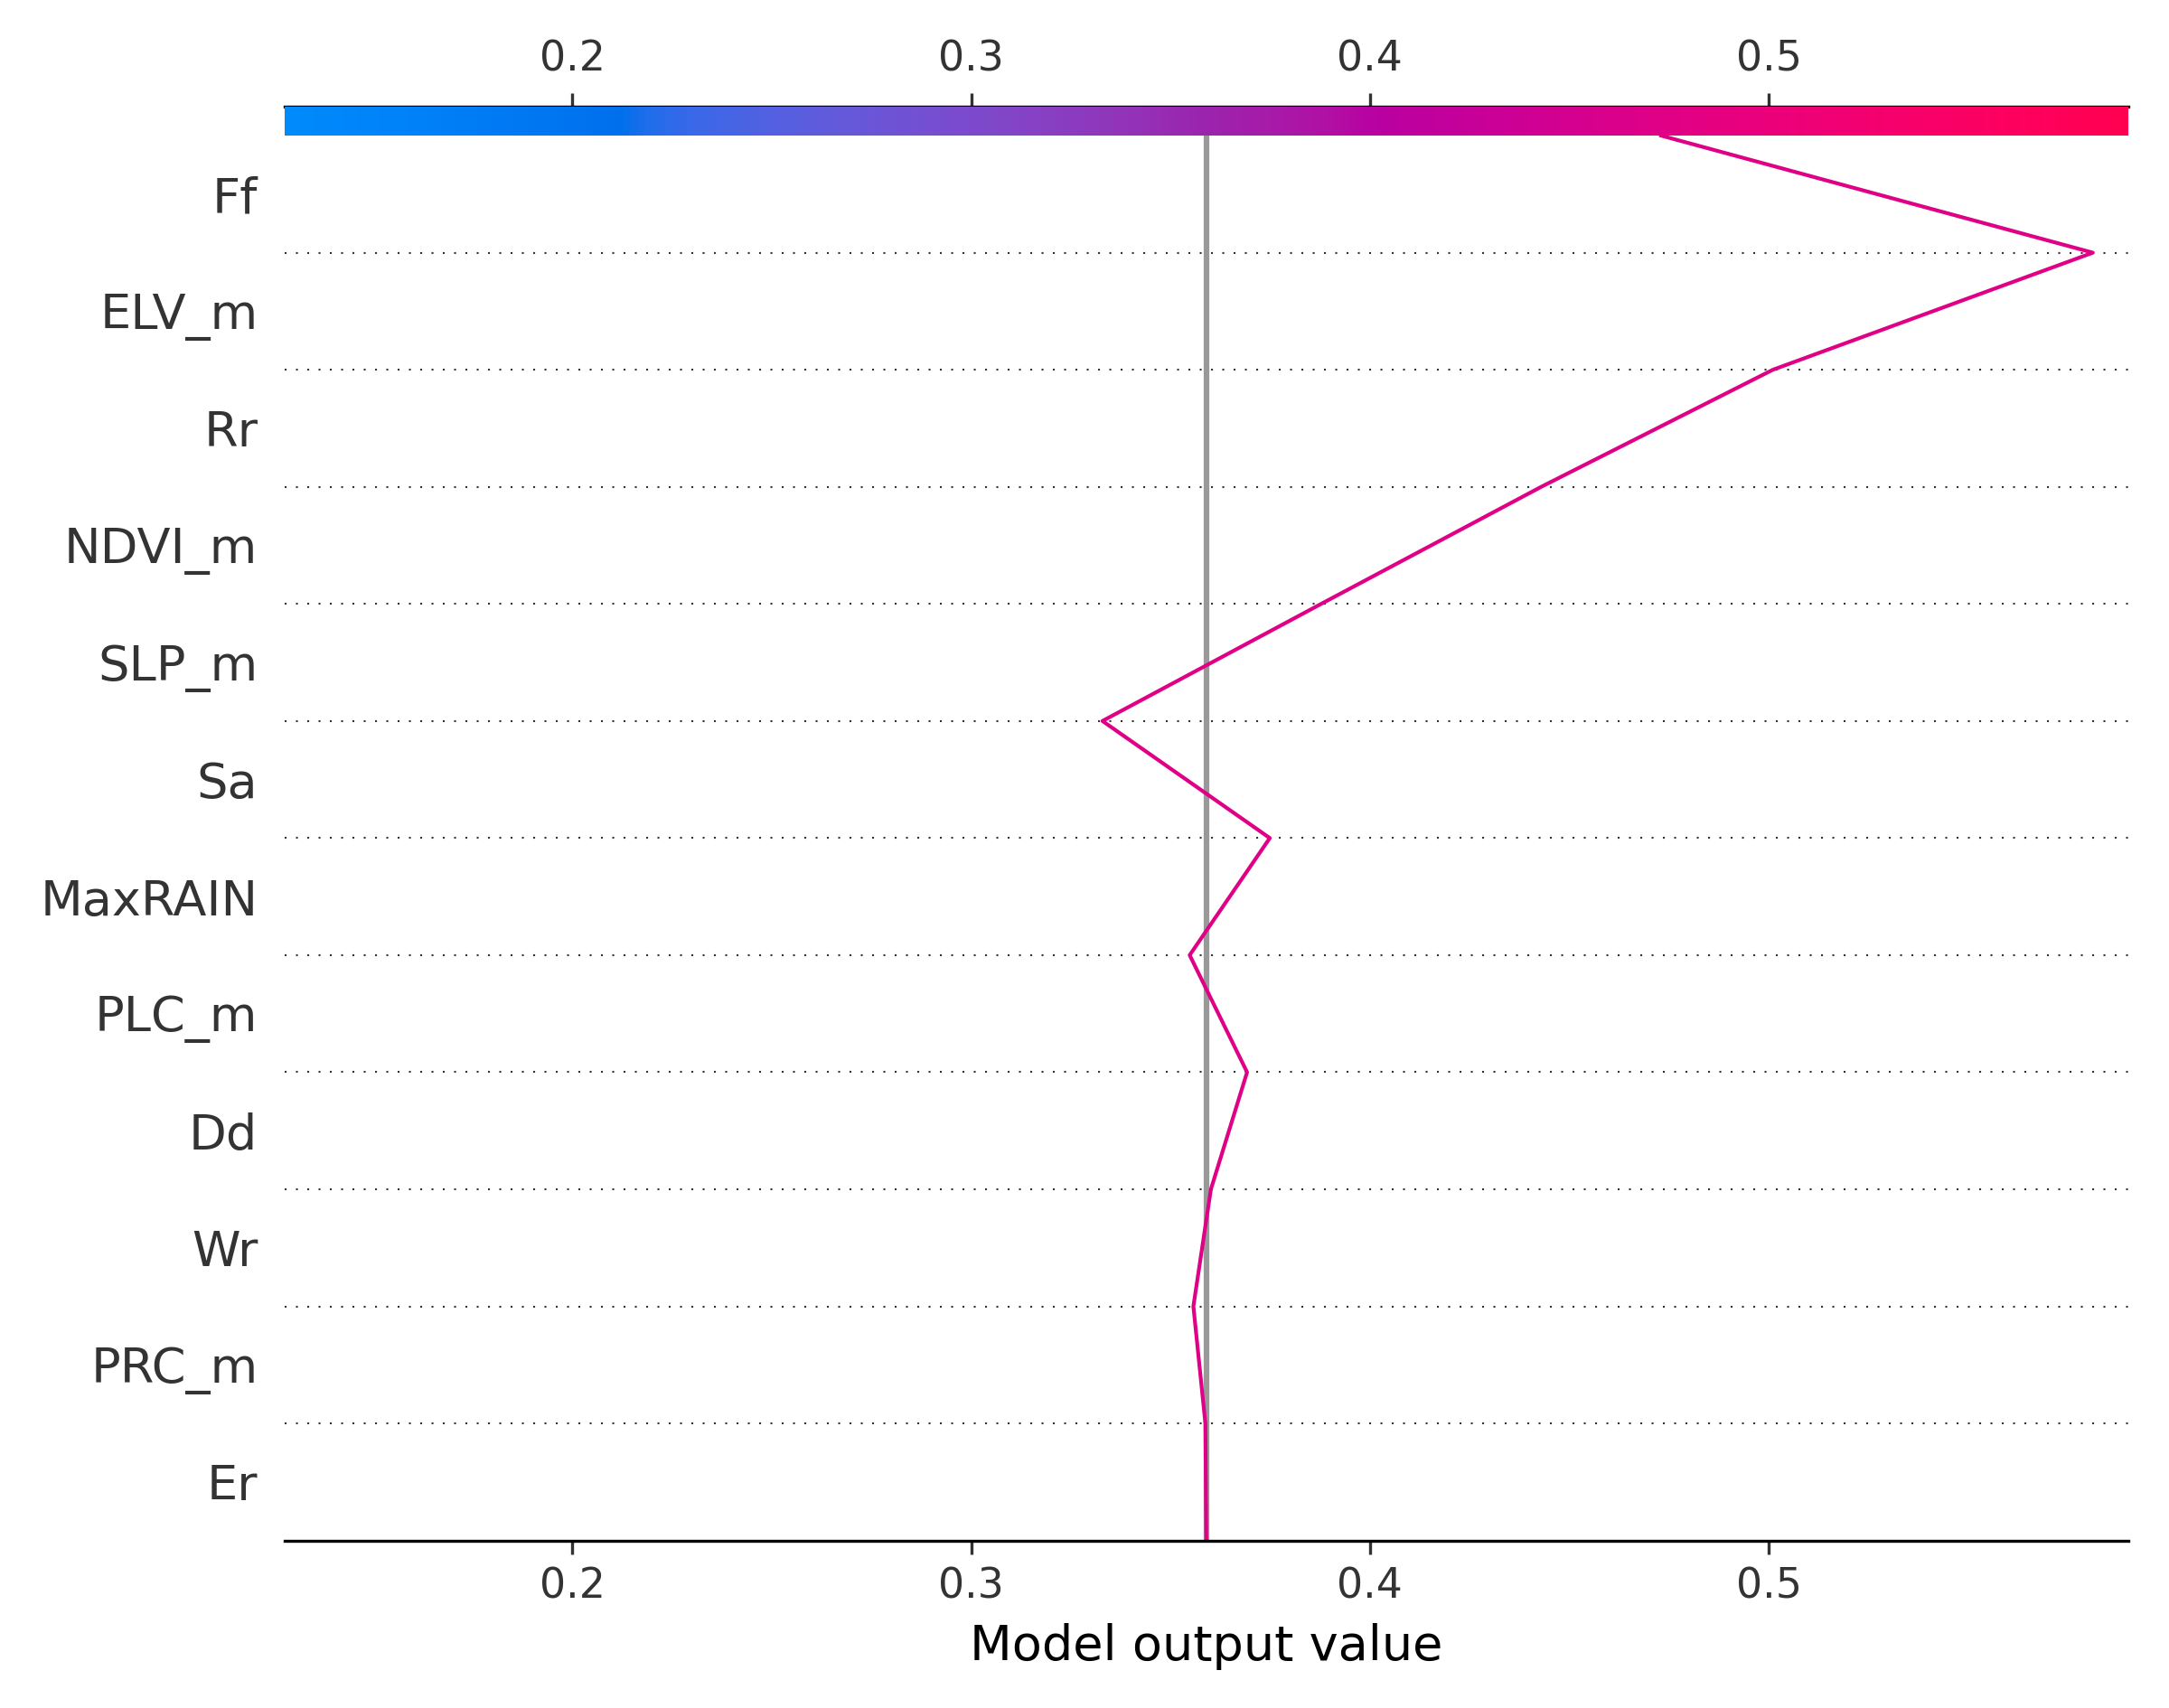 0.2 0.3 0.4 0.5
Ff
ELV_m
Rr
NDVI_m
SLP_m
Sa
MaxRAIN
PLC_m
Dd
Wr
PRC_m
Er
0.2 0.3 0.4 0.5
Model output value